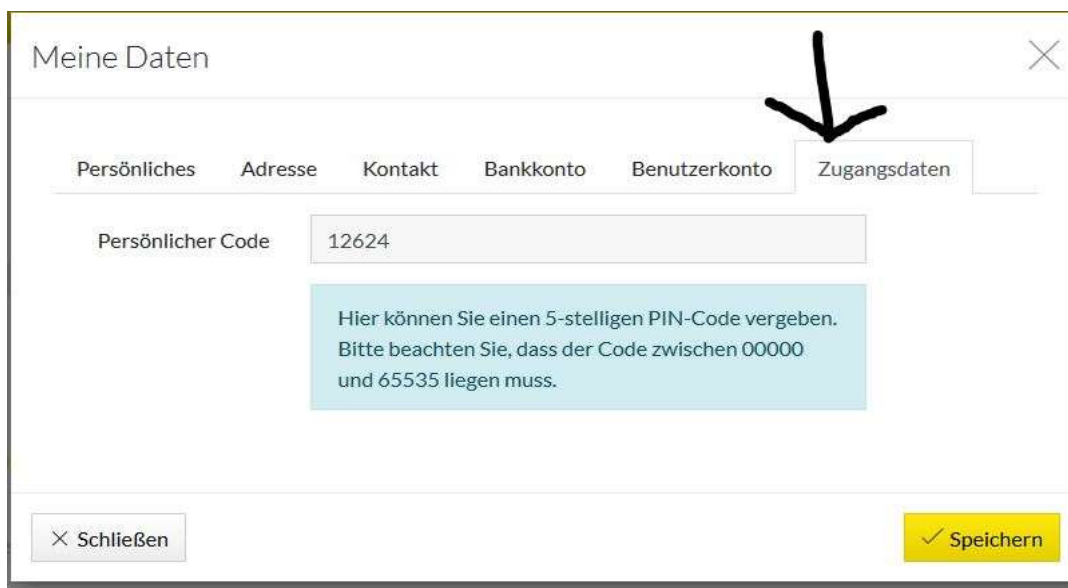 Meine Daten
Persönliches Adresse Kontakt Bankkonto Benutzerkonto Zugangsdaten
Persönlicher Code 12624
Hier können Sie einen 5-stelligen PIN-Code vergeben.
Bitte beachten Sie, dass der Code zwischen 00000
und 65535 liegen muss.
Schließen Speichern